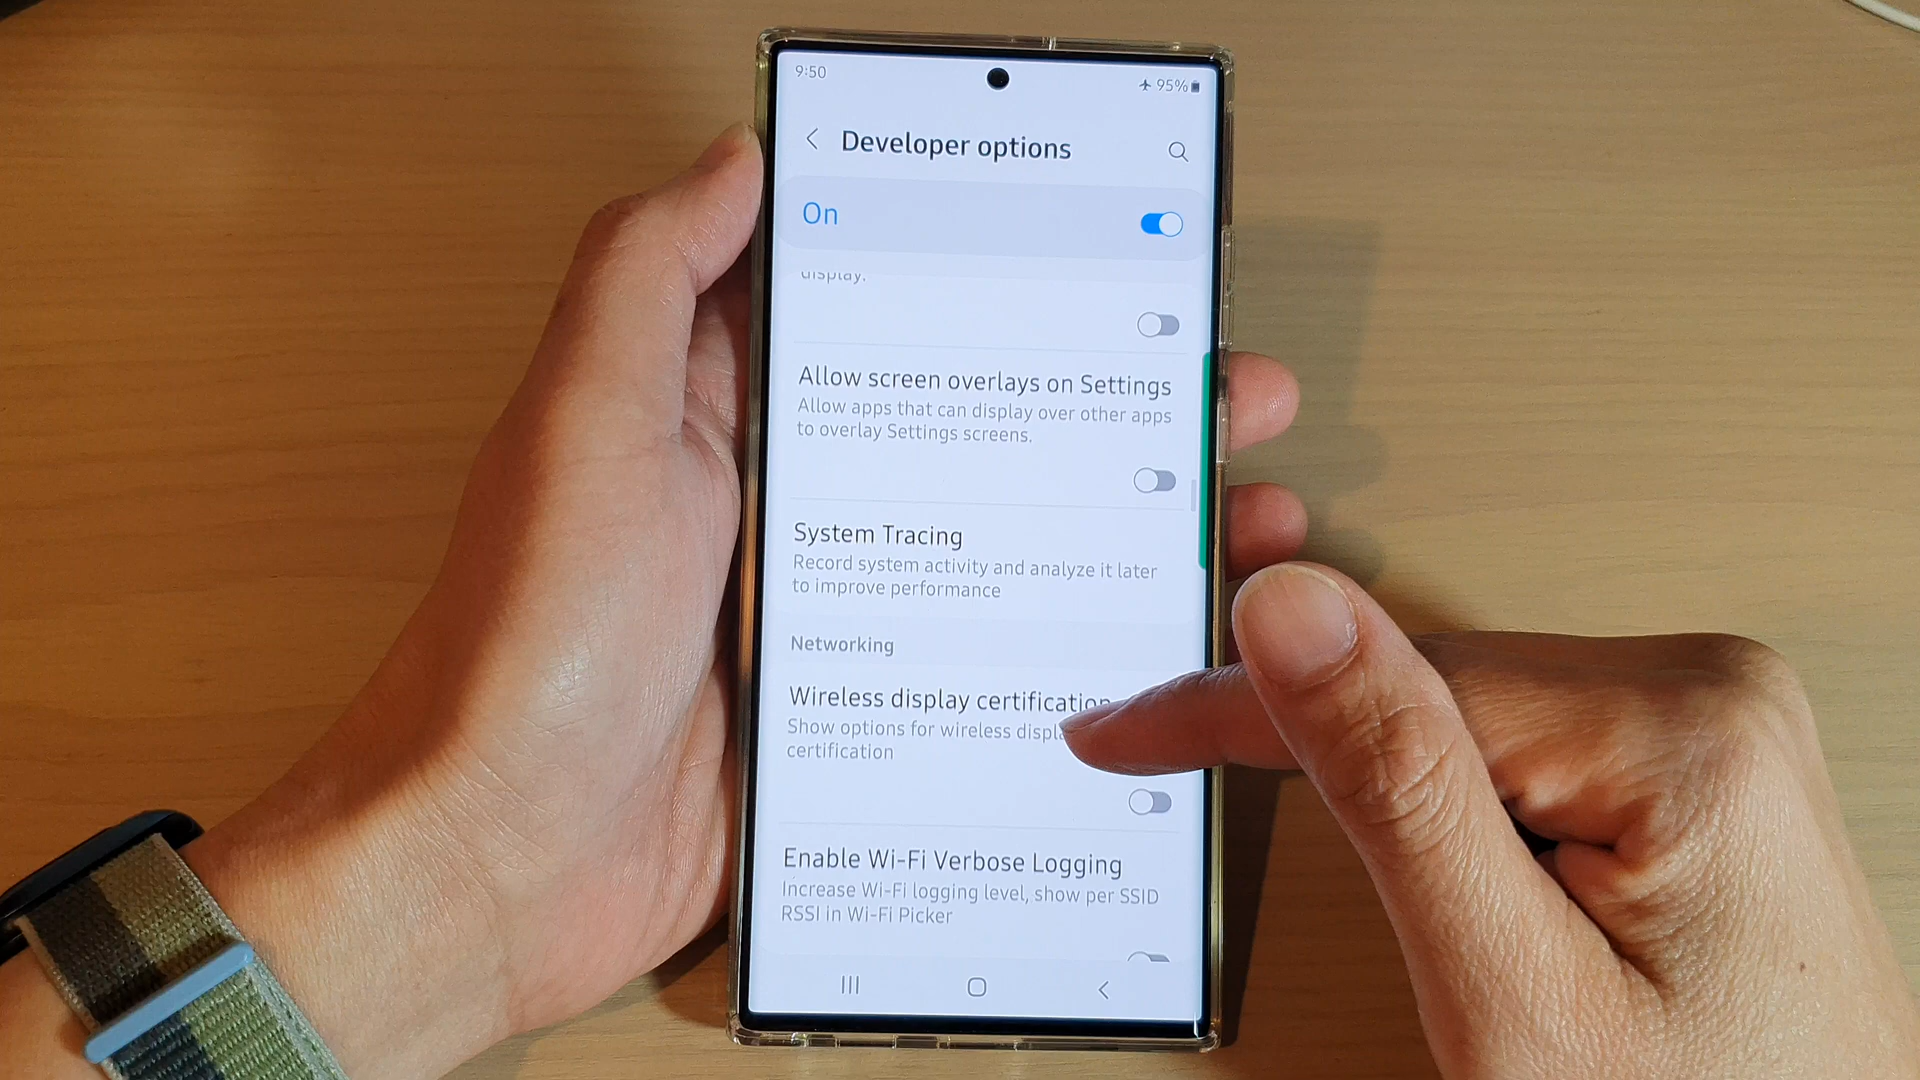 9:50
95%
Developer options
On
display.
Allow screen overlays on Settings
Allow apps that can display over other apps
to overlay Settings screens.
System Tracing
Record system activity and analyze it later
to improve performance
Networking
Wireless display certification
Show options for wireless
certification
Enable Wi-Fi Verbose Logging
Increase Wi-Fi logging level, show per SSID
RSSI in Wi-Fi Picker